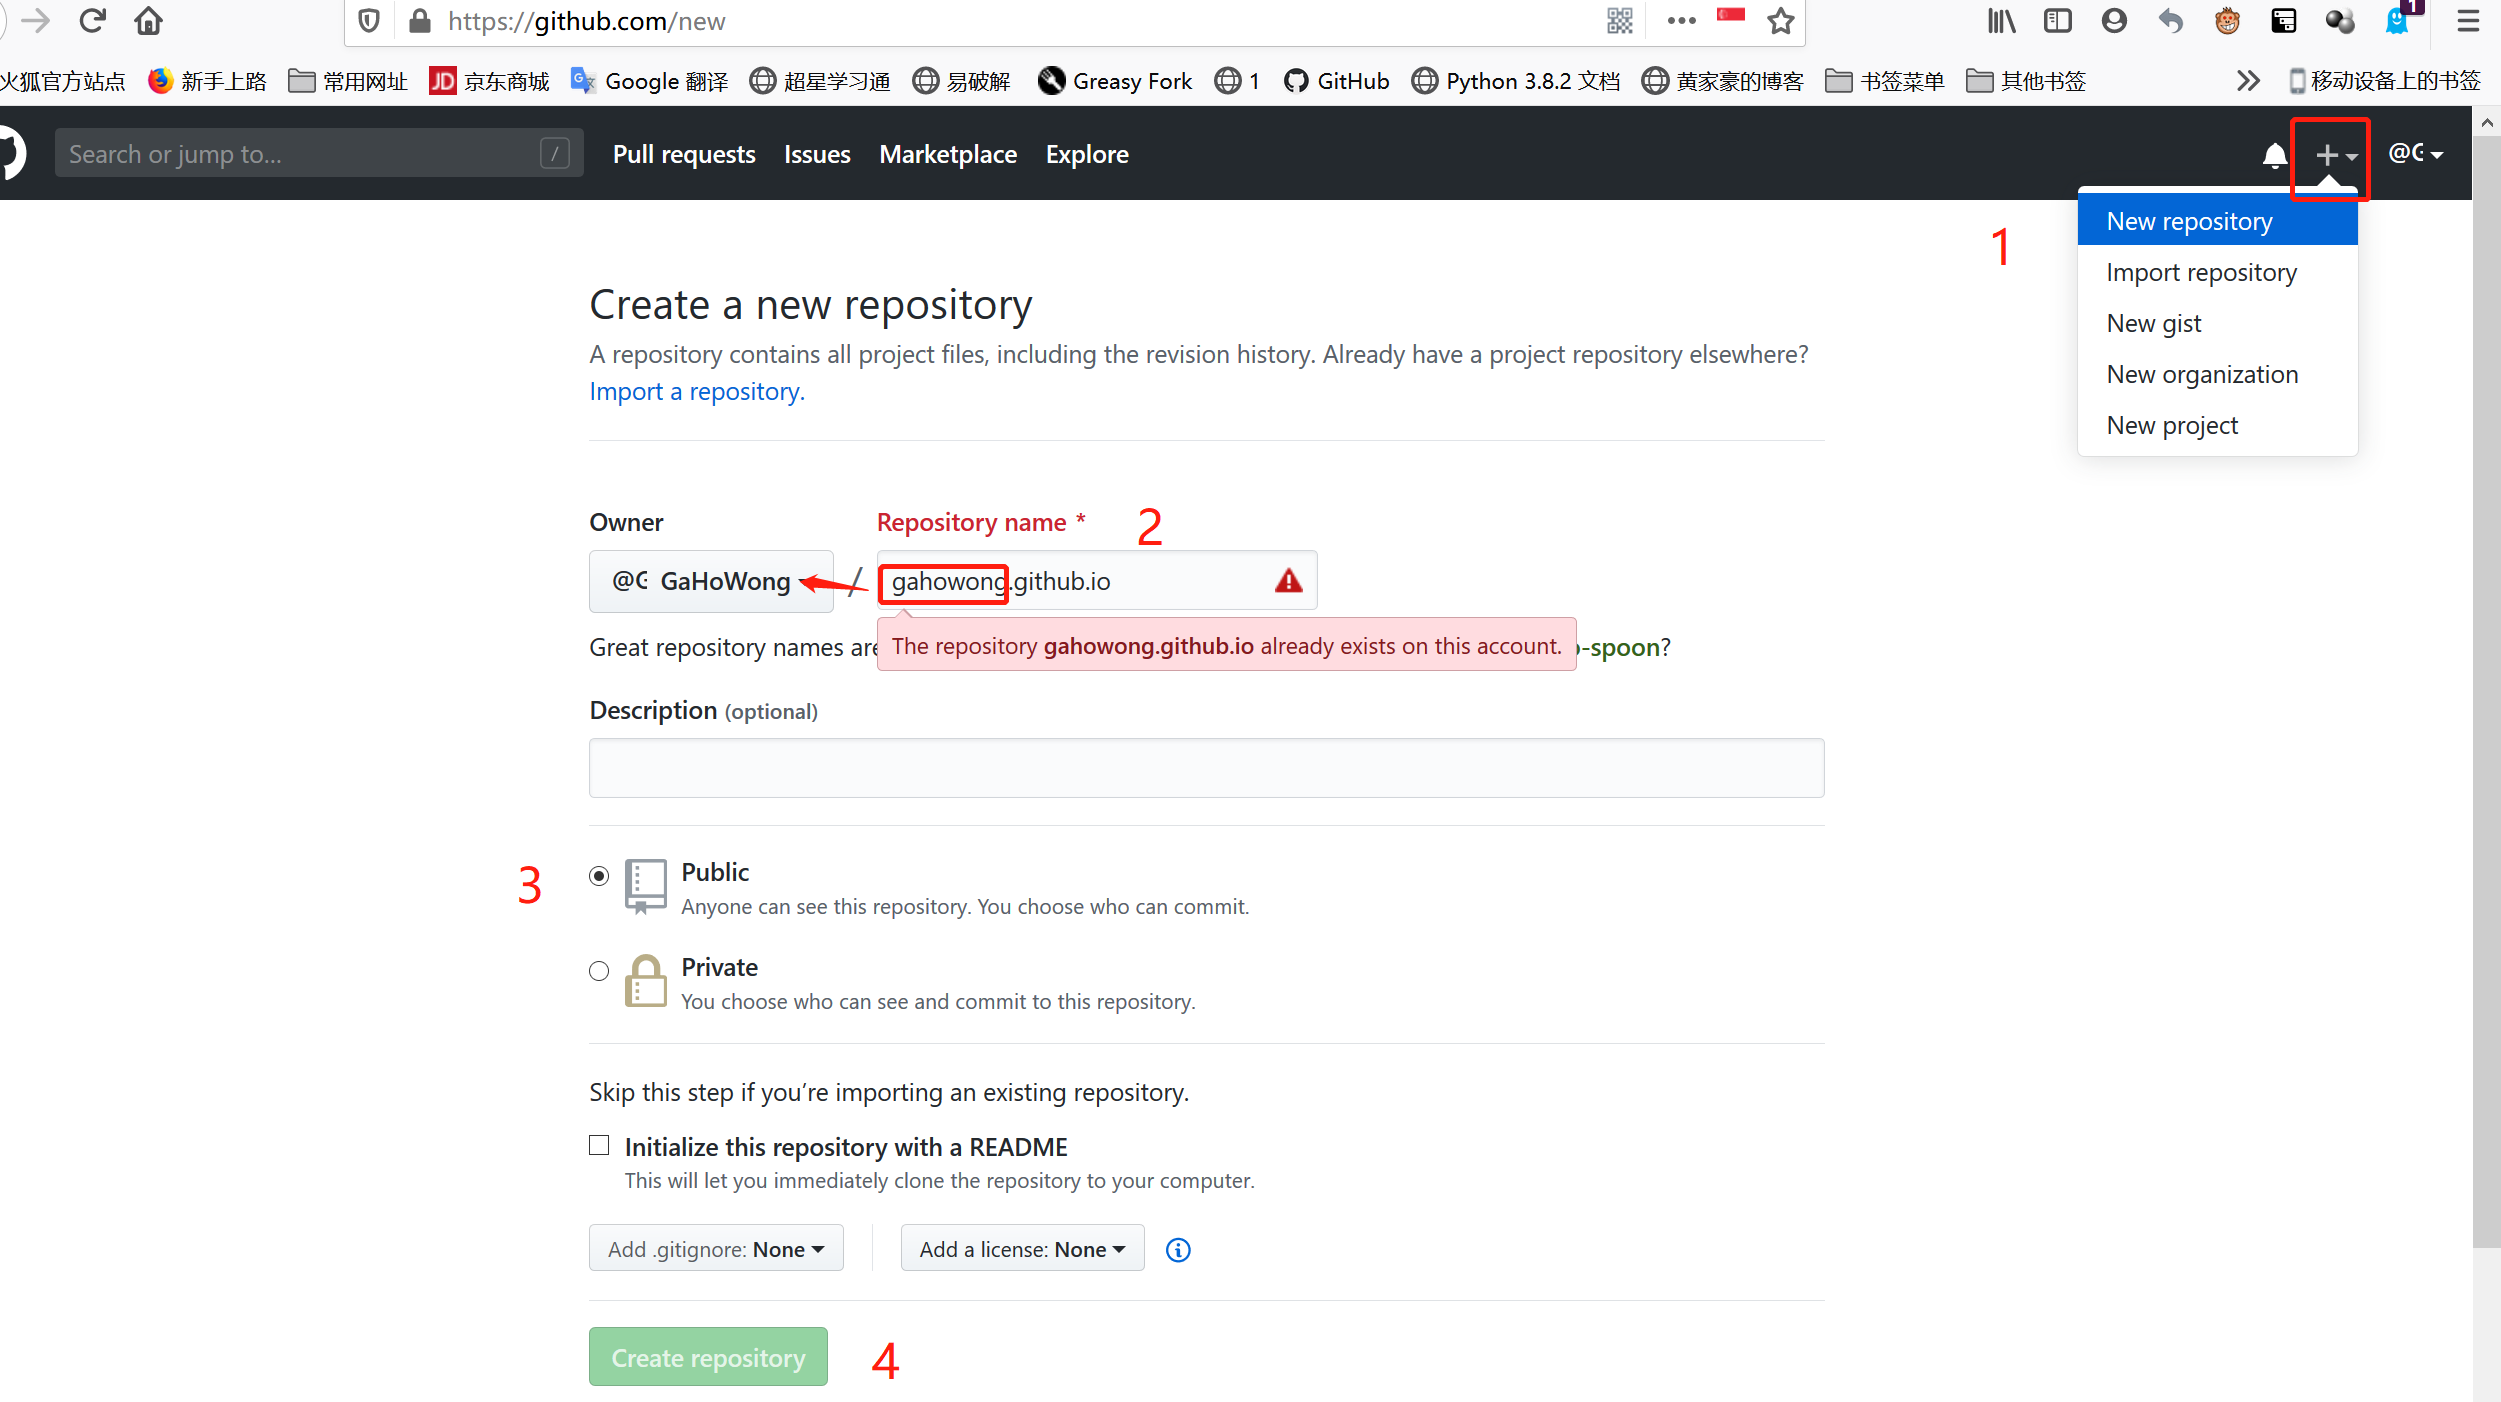 https://github.com/new
1
火狐官方站点 新手上路 常用网址 JD 京东商城 Google 翻译 超星学习通 易破解 Greasy Fork 1 GitHub Python 3.8.2 文档 黄家豪的博客 书签菜单 其他书签 移动设备上的书签
Search or jump to... / Pull requests Issues Marketplace Explore @G
1
New repository
Import repository
New gist
New organization
New project
Create a new repository
A repository contains all project files, including the revision history. Already have a project repository elsewhere?
Import a repository.
Owner Repository name * 2
@G GaHoWong / gahowong.github.io
Great repository names are
The repository gahowong.github.io already exists on this account.
-spoon?
Description (optional)
3
Public
Anyone can see this repository. You choose who can commit.
Private
You choose who can see and commit to this repository.
Skip this step if you’re importing an existing repository.
Initialize this repository with a README
This will let you immediately clone the repository to your computer.
Add .gitignore: None Add a license: None
Create repository 4